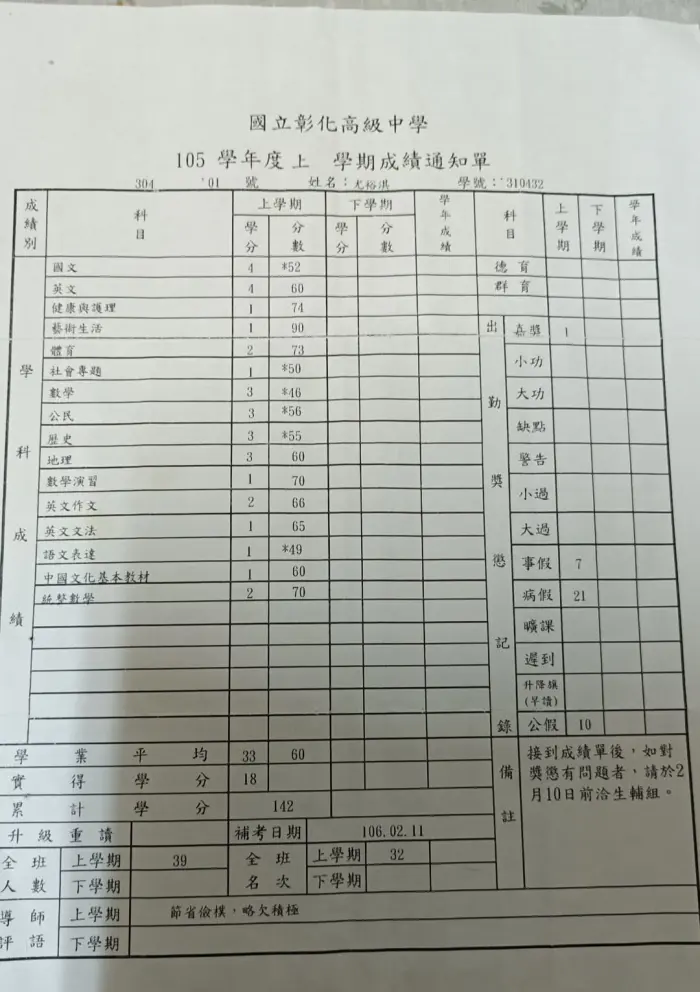 國立彰化高級中學
105 學年度上 學期成績通知單
304 '01 號 姓名：尤裕淇 學號：'310432
成績別 科目 上學期 下學期 學年成績 科目 上學期 下學期 學年成績
學分 分數 學分 分數
學科成績
國文 4 *52 德育
英文 4 60 群育
健康與護理 1 74
出勤獎懲記錄
藝術生活 1 90 嘉獎 1
體育 2 73 小功
社會專題 1 *50
數學 3 *46 大功
公民 3 *56 缺點
歷史 3 *55
地理 3 60 警告
數學演習 1 70 小過
英文作文 2 66
英文文法 1 65 大過
語文表達 1 *49 事假 7
中國文化基本教材 1 60
統整數學 2 70 病假 21
曠課
遲到
升降旗(早讀)
公假 10
學業平均 33 60
實得學分 18
累計學分 142
備註
接到成績單後，如對
獎懲有問題者，請於2
月10日前洽生輔組。
升級重讀 補考日期 106.02.11
全班人數 上學期 39 全班名次 上學期 32
下學期 下學期
導師評語 上學期 節省儉樸，略欠積極
下學期